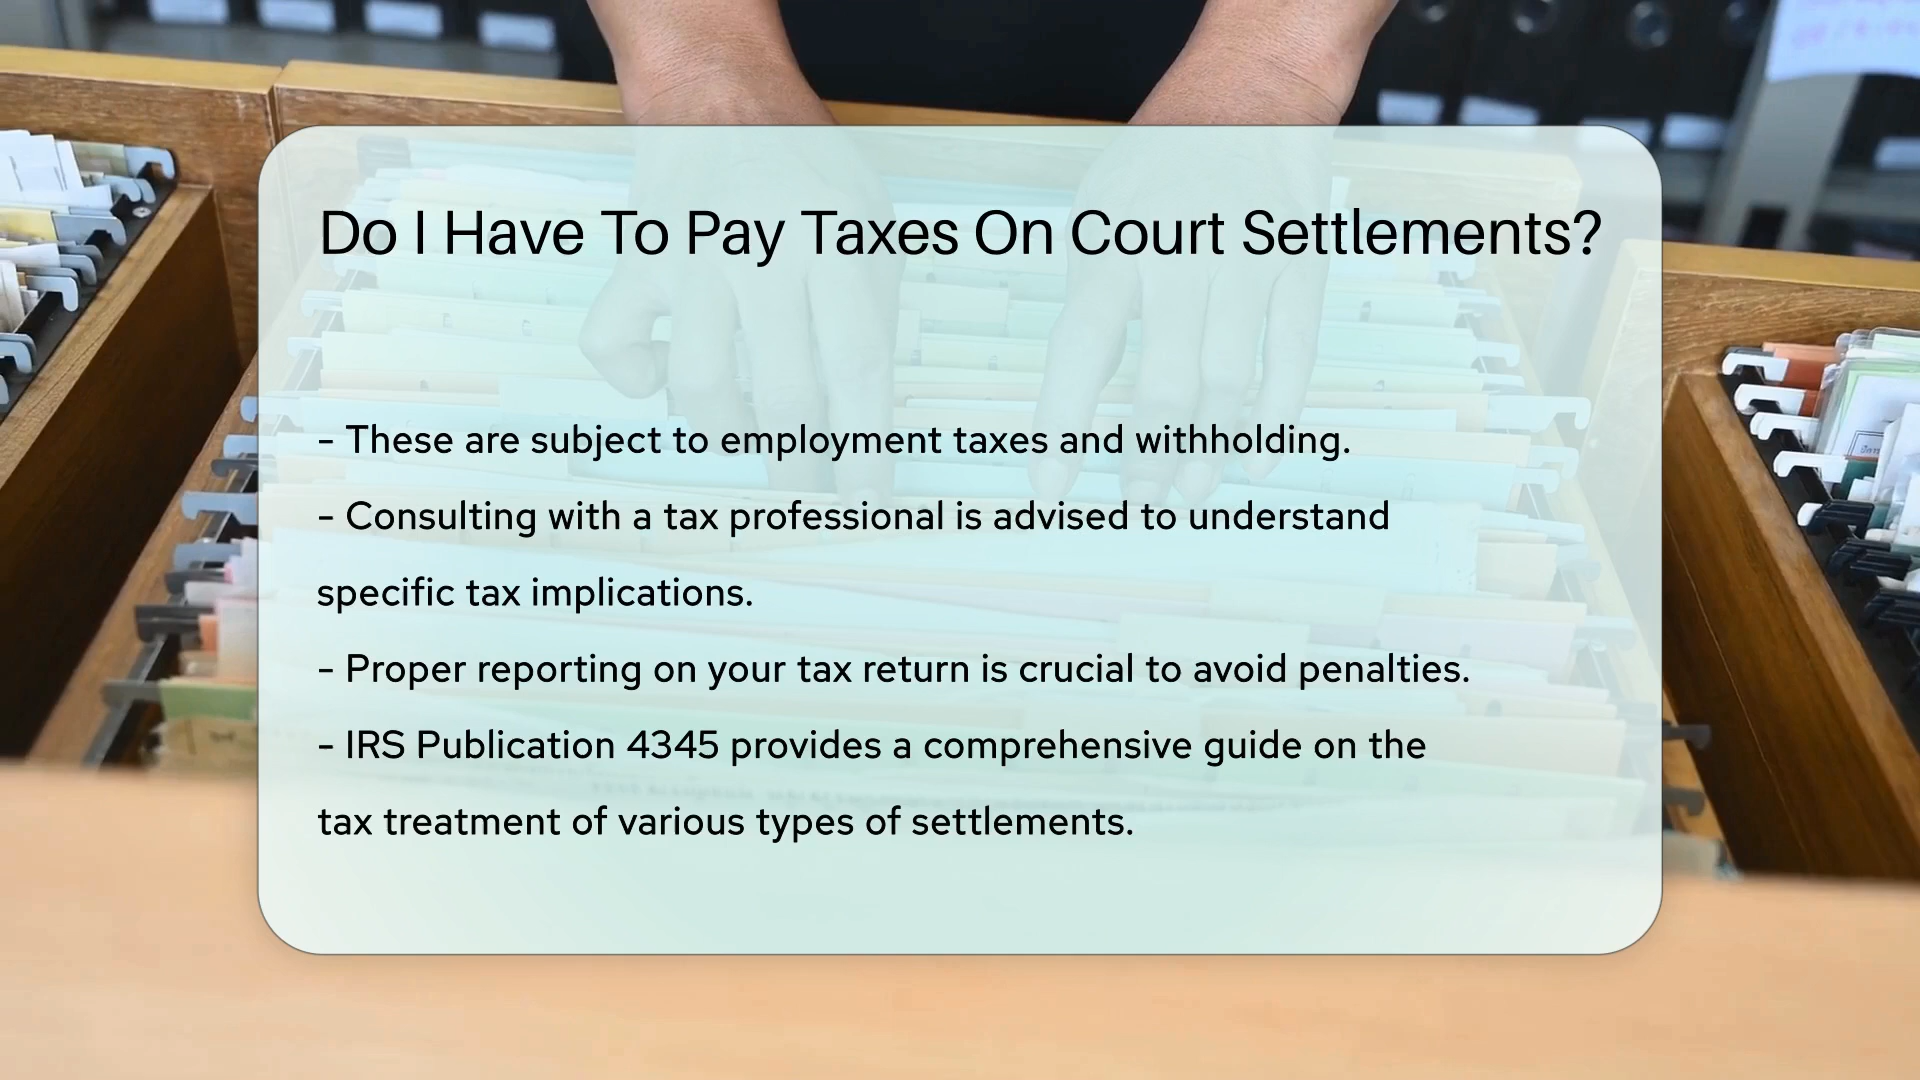 Do I Have To Pay Taxes On Court Settlements?
- These are subject to employment taxes and withholding.
- Consulting with a tax professional is advised to understand
specific tax implications.
- Proper reporting on your tax return is crucial to avoid penalties.
- IRS Publication 4345 provides a comprehensive guide on the
tax treatment of various types of settlements.